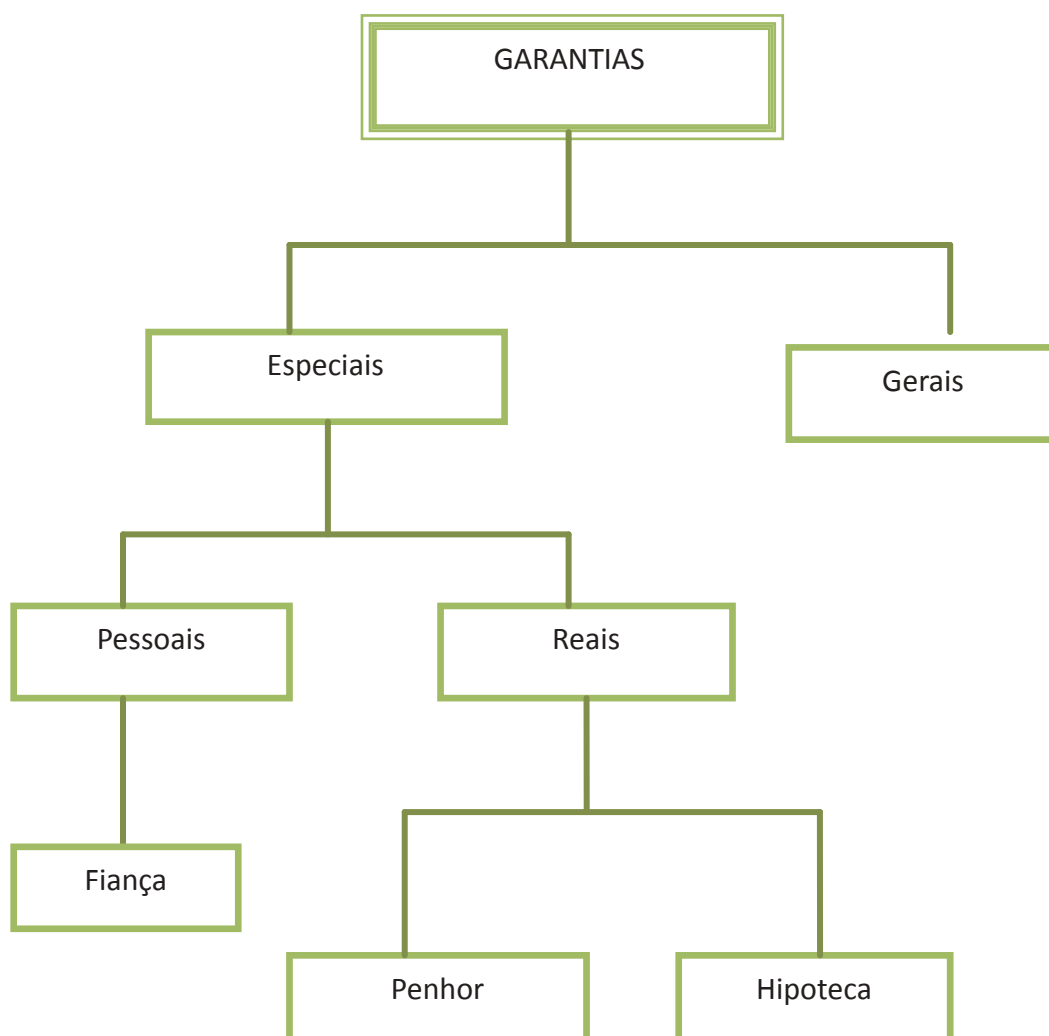 GARANTIAS
Especiais
Gerais
Pessoais
Reais
Fiança
Penhor
Hipoteca